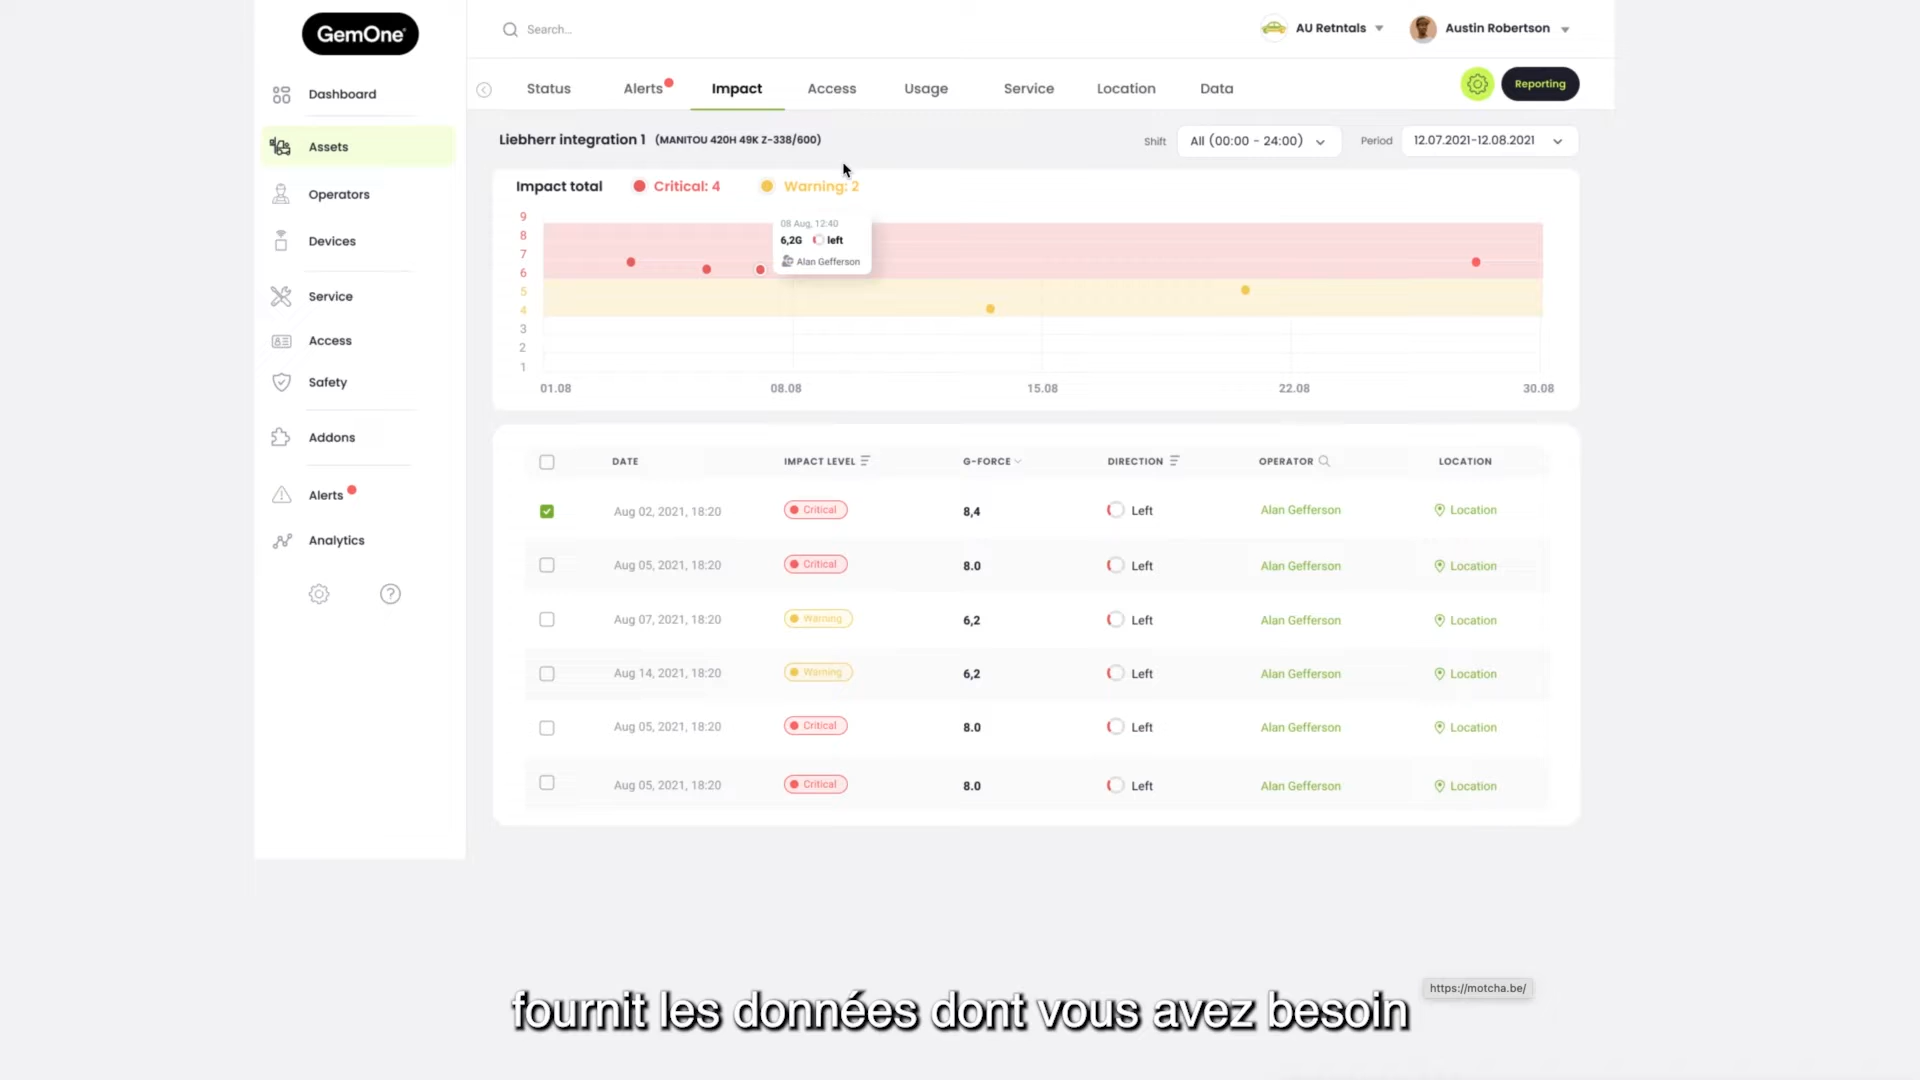 GemOne
Search...
AU Retntals
Austin Robertson
Dashboard
Assets
Operators
Devices
Service
Access
Safety
Addons
Alerts
Analytics
Status
Alerts
Impact
Access
Usage
Service
Location
Data
Reporting
Liebherr integration 1 (MANITOU 420H 49K Z-338/600)
Shift
All (00:00 - 24:00)
Period
12.07.2021-12.08.2021
Impact total
Critical: 4
Warning: 2
9
8
7
6
5
4
3
2
1
08 Aug, 12:40
6,2G left
Alan Gefferson
01.08
08.08
15.08
22.08
30.08
DATE IMPACT LEVEL G-FORCE DIRECTION OPERATOR LOCATION
Aug 02, 2021, 18:20 Critical 8,4 Left Alan Gefferson Location
Aug 05, 2021, 18:20 Critical 8.0 Left Alan Gefferson Location
Aug 07, 2021, 18:20 Warning 6,2 Left Alan Gefferson Location
Aug 14, 2021, 18:20 Warning 6,2 Left Alan Gefferson Location
Aug 05, 2021, 18:20 Critical 8.0 Left Alan Gefferson Location
Aug 05, 2021, 18:20 Critical 8.0 Left Alan Gefferson Location
https://motcha.be/
fournit les données dont vous avez besoin